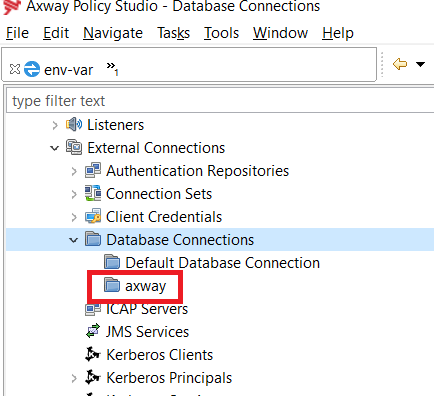 Axway Policy Studio - Database Connections
File Edit Navigate Tasks Tools Window Help
env-var »1
type filter text
Listeners
External Connections
Authentication Repositories
Connection Sets
Client Credentials
Database Connections
Default Database Connection
axway
ICAP Servers
JMS Services
Kerberos Clients
Kerberos Principals